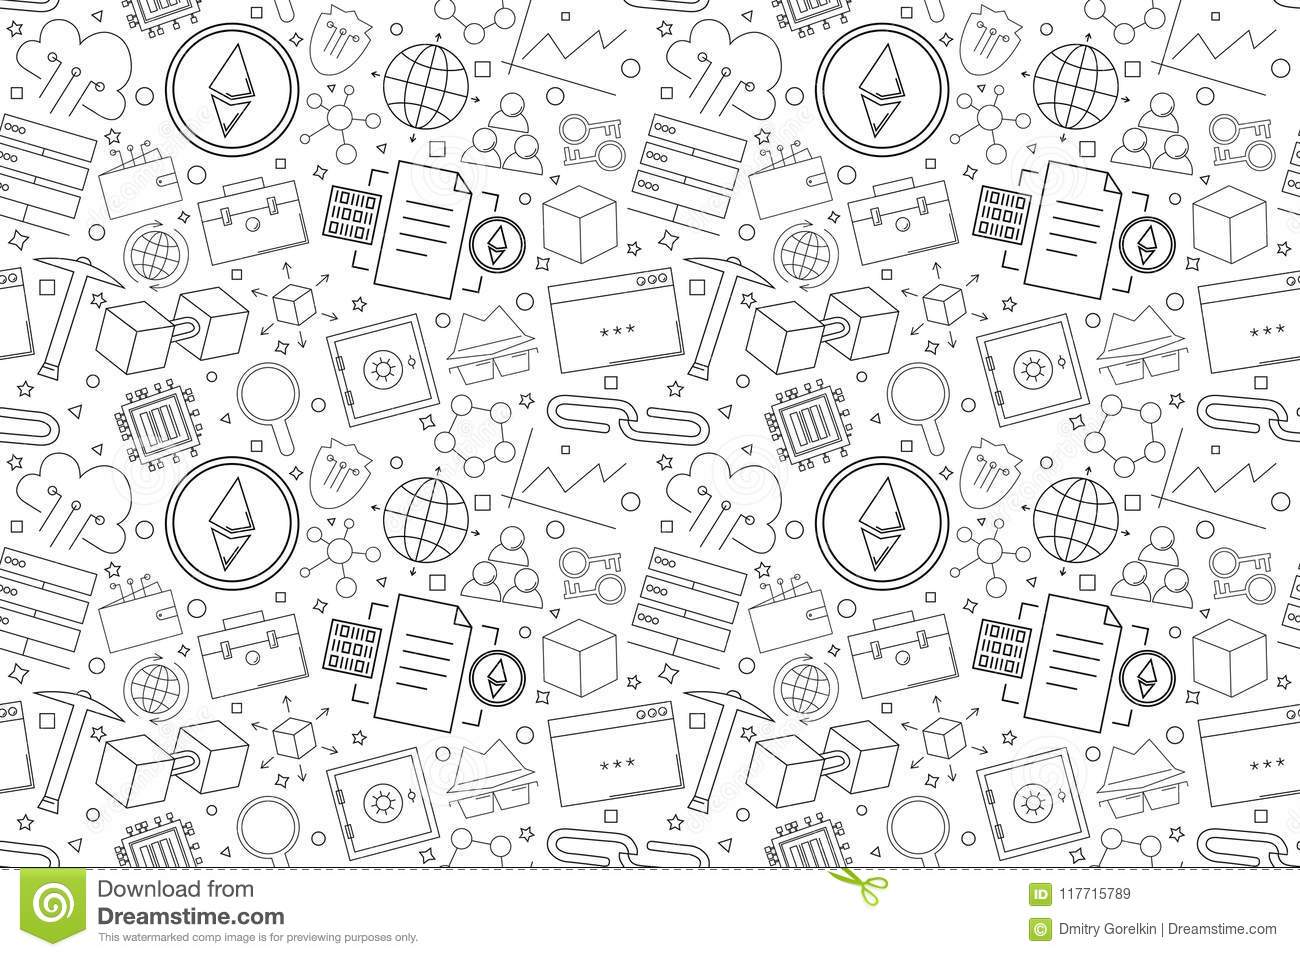 Download from
Dreamstime.com
This watermarked comp image is for previewing purposes only.
ID 117715789
© Dmitry Gorelkin | Dreamstime.com